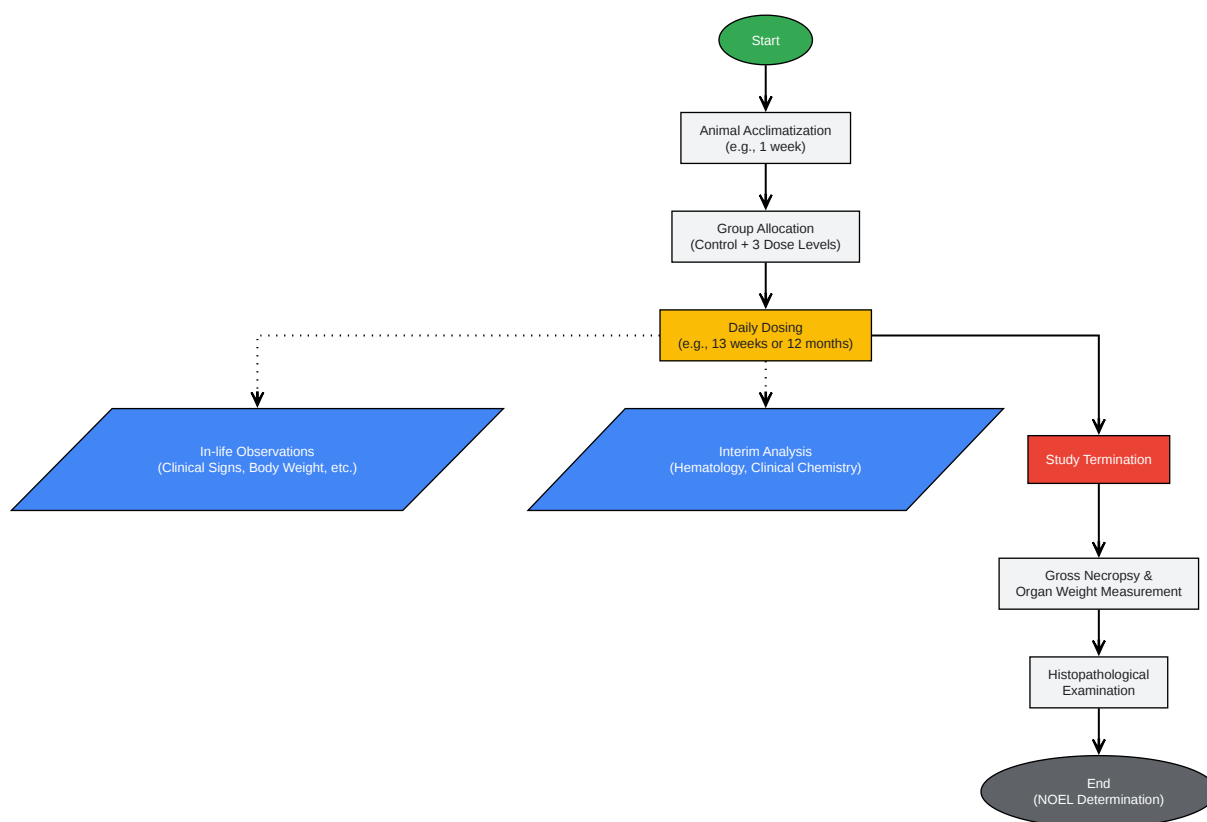 Start
Animal Acclimatization
(e.g., 1 week)
Group Allocation
(Control + 3 Dose Levels)
Daily Dosing
(e.g., 13 weeks or 12 months)
In-life Observations
(Clinical Signs, Body Weight, etc.)
Interim Analysis
(Hematology, Clinical Chemistry)
Study Termination
Gross Necropsy &
Organ Weight Measurement
Histopathological
Examination
End
(NOEL Determination)